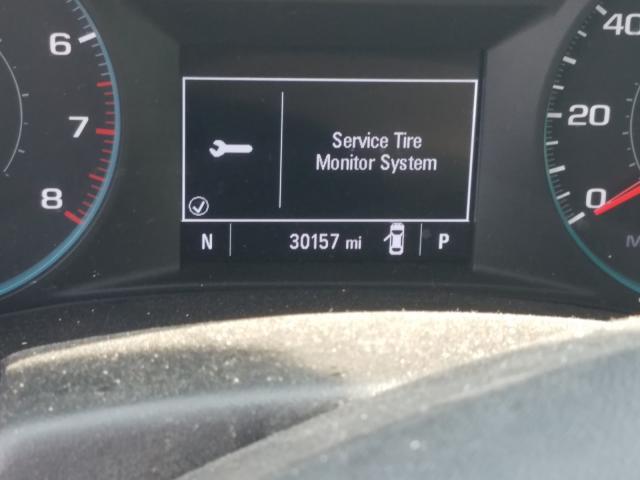 6
7
8
Service Tire
Monitor System
N 30157 mi P
40
20
0
M